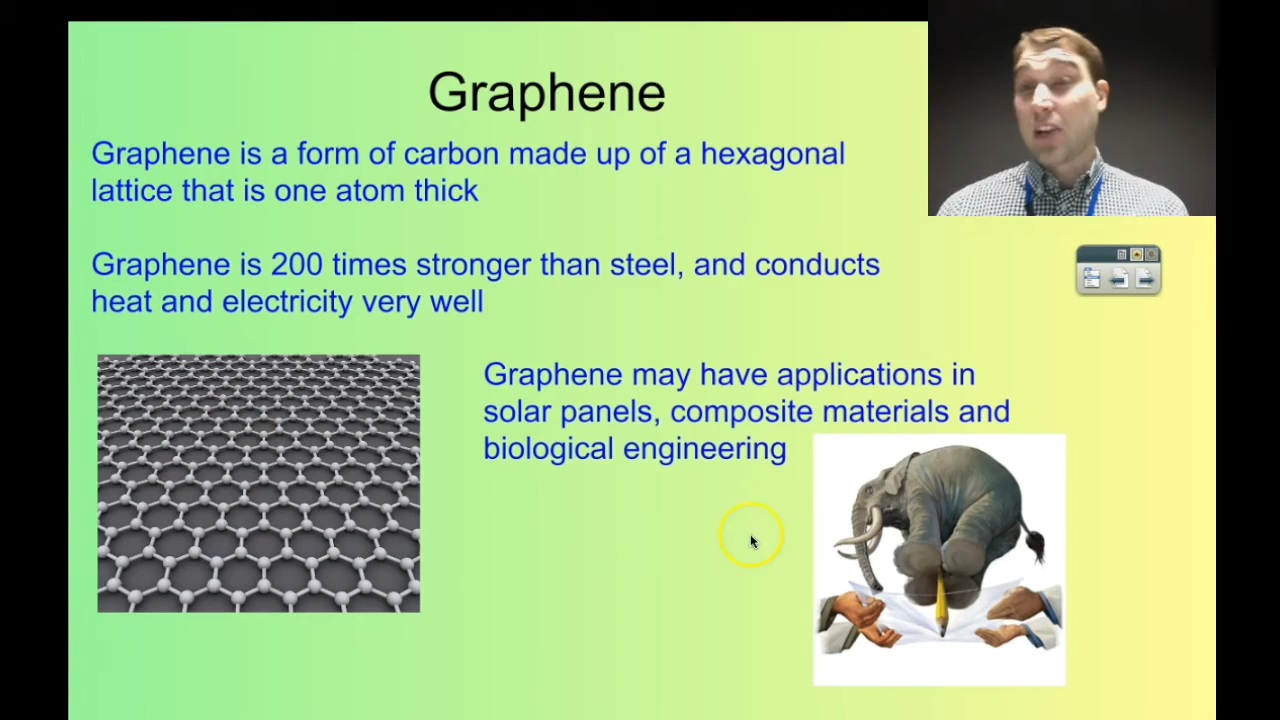 Graphene
Graphene is a form of carbon made up of a hexagonal
lattice that is one atom thick
Graphene is 200 times stronger than steel, and conducts
heat and electricity very well
Graphene may have applications in
solar panels, composite materials and
biological engineering